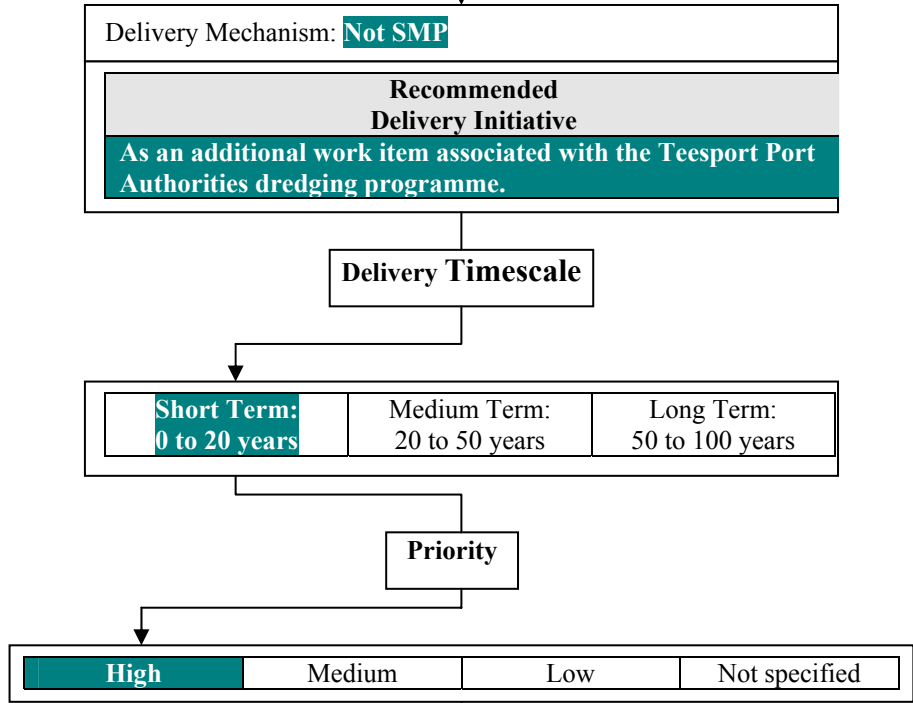 Delivery Mechanism: Not SMP
Recommended
Delivery Initiative
As an additional work item associated with the Teesport Port
Authorities dredging programme.
Delivery Timescale
Short Term:
0 to 20 years
Medium Term:
20 to 50 years
Long Term:
50 to 100 years
Priority
High
Medium
Low
Not specified